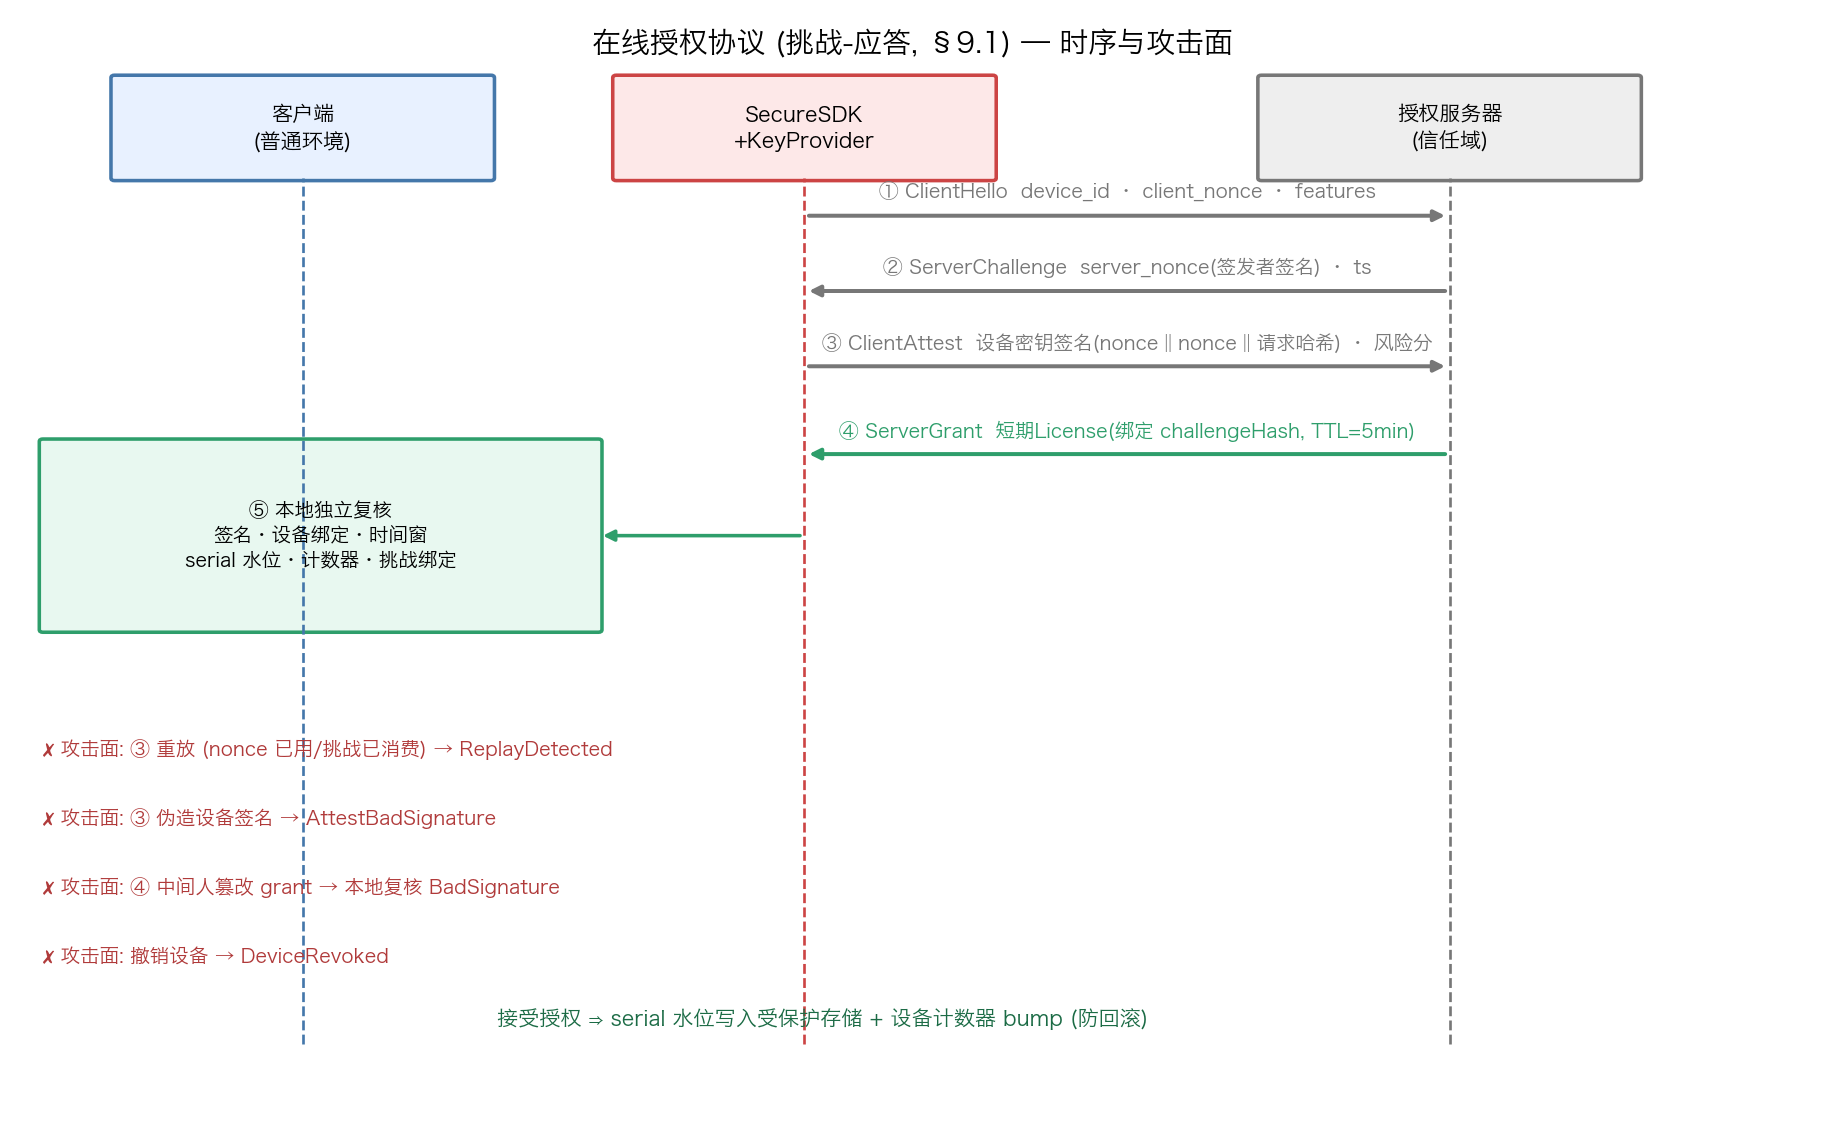 在线授权协议 (挑战-应答, §9.1) — 时序与攻击面
客户端
(普通环境)
SecureSDK
+KeyProvider
授权服务器
(信任域)
① ClientHello  device_id · client_nonce · features
② ServerChallenge  server_nonce(签发者签名) · ts
③ ClientAttest  设备密钥签名(nonce‖nonce‖请求哈希) · 风险分
④ ServerGrant  短期License(绑定 challengeHash, TTL=5min)
⑤ 本地独立复核
签名·设备绑定·时间窗
serial 水位·计数器·挑战绑定
✗ 攻击面: ③ 重放 (nonce 已用/挑战已消费) → ReplayDetected
✗ 攻击面: ③ 伪造设备签名 → AttestBadSignature
✗ 攻击面: ④ 中间人篡改 grant → 本地复核 BadSignature
✗ 攻击面: 撤销设备 → DeviceRevoked
接受授权 ⇒ serial 水位写入受保护存储 + 设备计数器 bump (防回滚)